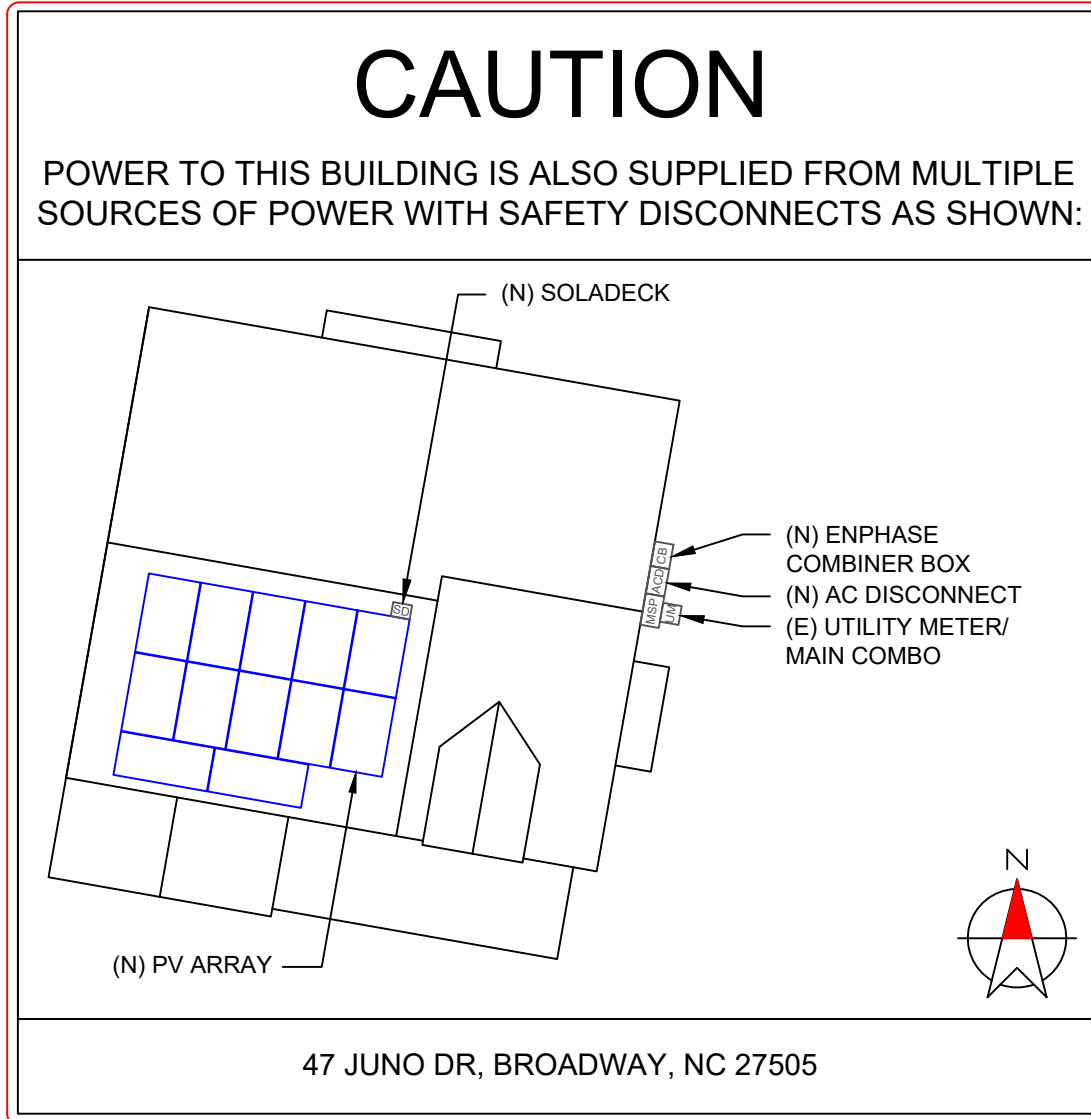 CAUTION
POWER TO THIS BUILDING IS ALSO SUPPLIED FROM MULTIPLE
SOURCES OF POWER WITH SAFETY DISCONNECTS AS SHOWN:
(N) SOLADECK
(N) ENPHASE
COMBINER BOX
(N) AC DISCONNECT
(E) UTILITY METER/
MAIN COMBO
CB
ACD
MSP
UM
SD
(N) PV ARRAY
N
47 JUNO DR, BROADWAY, NC 27505